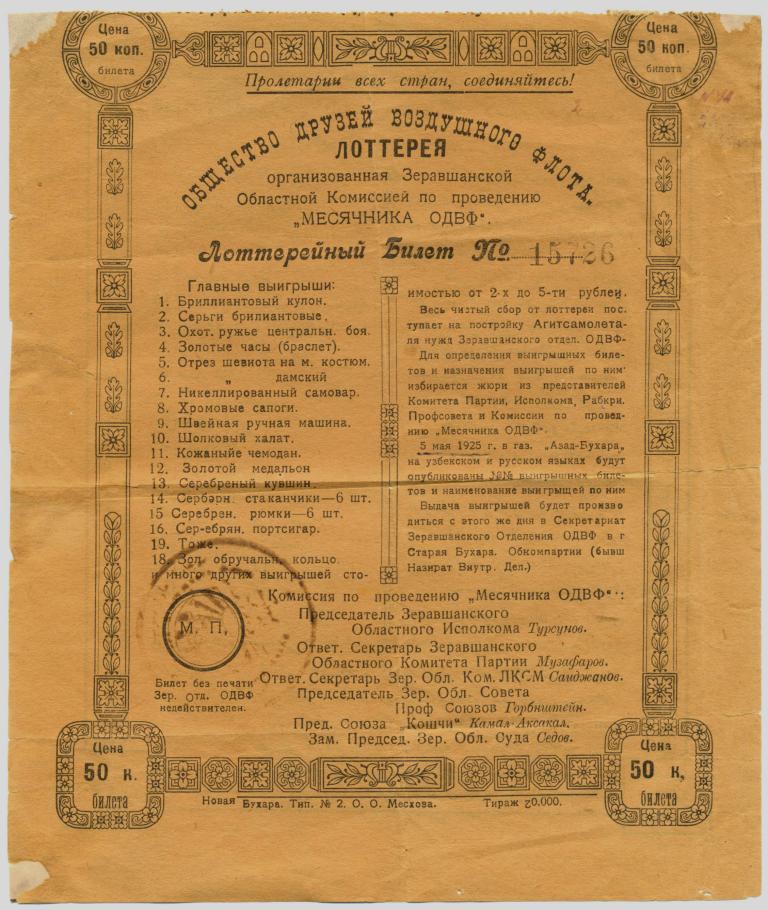 Цена
50 коп.
билета
Цена
50 коп.
билета
Пролетарии всех стран, соединяйтесь!
ОБЩЕСТВО ДРУЗЕЙ ВОЗДУШНОГО ФЛОТА.
ЛОТТЕРЕЯ
организованная Зеравшанской
Областной Комиссией по проведению
„МЕСЯЧНИКА ОДВФ“.
Лоттерейный Билет № 15726
Главные выигрыши:
1. Бриллиантовый кулон.
2. Серьги брилиантовые.
3. Охот. ружье центральн. боя.
4. Золотые часы (браслет).
5. Отрез шевиота на м. костюм.
6. „ дамский
7. Никеллированный самовар.
8. Хромовые сапоги.
9. Швейная ручная машина.
10. Шолковый халат.
11. Кожаныйе чемодан.
12. Золотой медальон
13. Серебреный кувшин.
14. Серберн. стаканчики—6 шт.
15 Серебрен. рюмки—6 шт.
16. Сер-ебрян. портсигар.
19. Тоже.
18. Зол. обручальн. кольцо.
и много других выигрышей сто-
имостью от 2-х до 5-ти рублей.
Весь чистый сбор от лоттереи пос.
тупает на постройку Агитсамолета-
ля нужд Зеравшанского отдел. ОДВФ-
Для определения выигрышных биле-
тов и назначения выигрышей по ним'
избирается жюри из представителей
Комитета Партии, Исполкома, Рабкри.
Профсовета и Комиссии по провед-
нию „Месячника ОДВФ“.
5 мая 1925 г. в газ. „Азад-Бухара„
на узбекском и русском языках будут
опубликованы №№ выигрышных биле-
тов и наименование выигрыщей по ним
Выдача выигрышей будет произво
диться с этого же дня в Секретариат
Зеравшанского Отделения ОДВФ в г
Старая Бухара. Обкомпартии (бывш
Назират Внутр. Дел.)
М. П.
Билет без печати
Зер. Отд. ОДВФ
недействителен.
Комиссия по проведению „Месячника ОДВФ“:
Председатель Зеравшанского
Областного Исполкома Турсунов.
Ответ. Секретарь Зеравшанского
Областного Комитета Партии Музафаров.
Ответ. Секретарь Зер. Обл. Ком. ЛКСМ Саиджанов.
Председатель Зер. Обл. Совета
Проф Союзов Горбнштейн.
Пред. Союза „Кошчи“ Камал-Аксакал.
Зам. Председ. Зер. Обл. Суда Седов.
Цена
50 к.
билета
Цена
50 к,
билета
Новая Бухара. Тип. № 2. О. О. Месхова. Тираж 20.000.